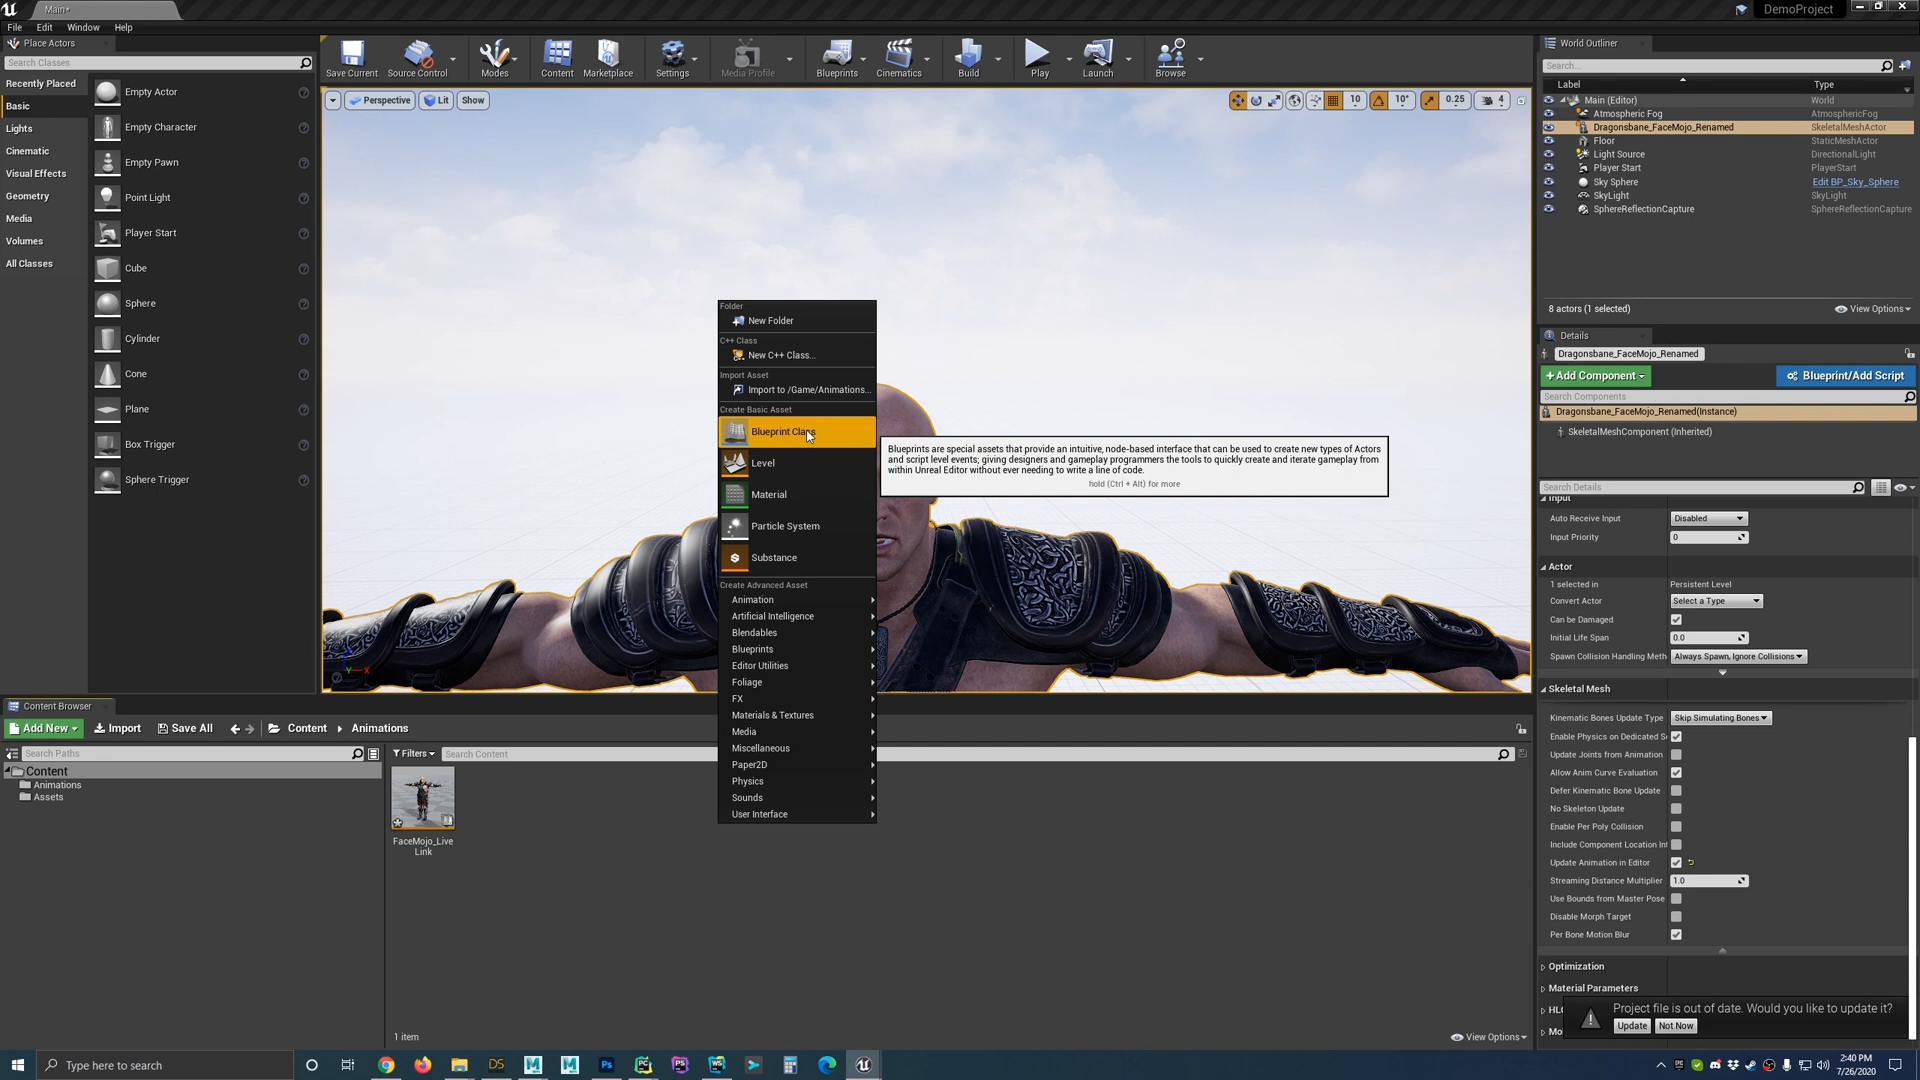 Main*
DemoProject
File Edit Window Help
Place Actors
Search Classes
Recently Placed
Basic
Lights
Cinematic
Visual Effects
Geometry
Media
Volumes
All Classes
Empty Actor
Empty Character
Empty Pawn
Point Light
Player Start
Cube
Sphere
Cylinder
Cone
Plane
Box Trigger
Sphere Trigger
Save Current
Source Control
Modes
Content
Marketplace
Settings
Media Profile
Blueprints
Cinematics
Build
Play
Launch
Browse
Perspective
Lit
Show
10
10°
0.25
4
Folder
New Folder
C++ Class
New C++ Class...
Import Asset
Import to /Game/Animations...
Create Basic Asset
Blueprint Class
Level
Material
Particle System
Substance
Create Advanced Asset
Animation
Artificial Intelligence
Blendables
Blueprints
Editor Utilities
Foliage
FX
Materials & Textures
Media
Miscellaneous
Paper2D
Physics
Sounds
User Interface
Blueprints are special assets that provide an intuitive, node-based interface that can be used to create new types of Actors
and script level events; giving designers and gameplay programmers the tools to quickly create and iterate gameplay from
within Unreal Editor without ever needing to write a line of code.
hold (Ctrl + Alt) for more
World Outliner
Search...
Label Type
Main (Editor) World
Atmospheric Fog AtmosphericFog
Dragonsbane_FaceMojo_Renamed SkeletalMeshActor
Floor StaticMeshActor
Light Source DirectionalLight
Player Start PlayerStart
Sky Sphere Edit BP_Sky_Sphere
SkyLight SkyLight
SphereReflectionCapture SphereReflectionCapture
8 actors (1 selected)
View Options
Details
Dragonsbane_FaceMojo_Renamed
+ Add Component
Blueprint/Add Script
Search Components
Dragonsbane_FaceMojo_Renamed(Instance)
SkeletalMeshComponent (Inherited)
Search Details
Input
Auto Receive Input Disabled
Input Priority 0
Actor
1 selected in Persistent Level
Convert Actor Select a Type
Can be Damaged
Initial Life Span 0.0
Spawn Collision Handling Meth Always Spawn, Ignore Collisions
Skeletal Mesh
Kinematic Bones Update Type Skip Simulating Bones
Enable Physics on Dedicated S
Update Joints from Animation
Allow Anim Curve Evaluation
Defer Kinematic Bone Update
No Skeleton Update
Enable Per Poly Collision
Include Component Location In
Update Animation in Editor
Streaming Distance Multiplier 1.0
Use Bounds from Master Pose
Disable Morph Target
Per Bone Motion Blur
Optimization
Material Parameters
HLO
Mo
Project file is out of date. Would you like to update it?
Update Not Now
Content Browser
Add New
Import
Save All
Content
Animations
Search Paths
Content
Animations
Assets
Filters
Search Content
FaceMojo_Live
Link
1 item
View Options
Type here to search
2:40 PM
7/26/2020